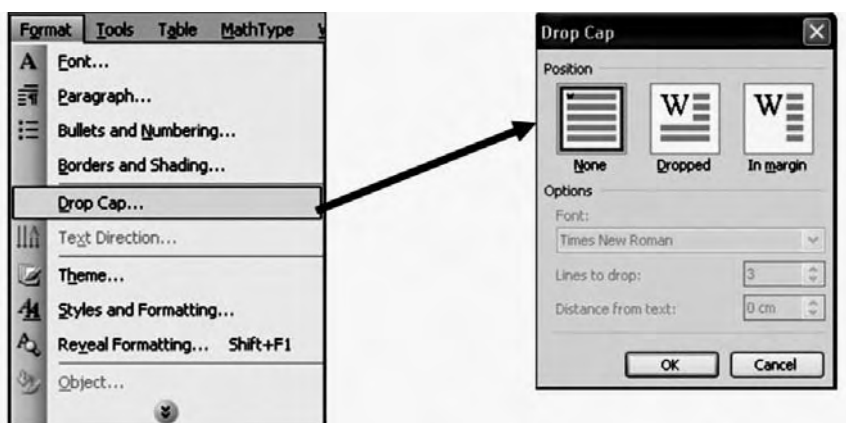 Format Tools Table MathType
Font...
Paragraph...
Bullets and Numbering...
Borders and Shading...
Drop Cap...
Text Direction...
Theme...
Styles and Formatting...
Reveal Formatting... Shift+F1
Object...
Drop Cap
Position
W W
None Dropped In margin
Options
Font:
Times New Roman
Lines to drop: 3
Distance from text: 0 cm
OK Cancel